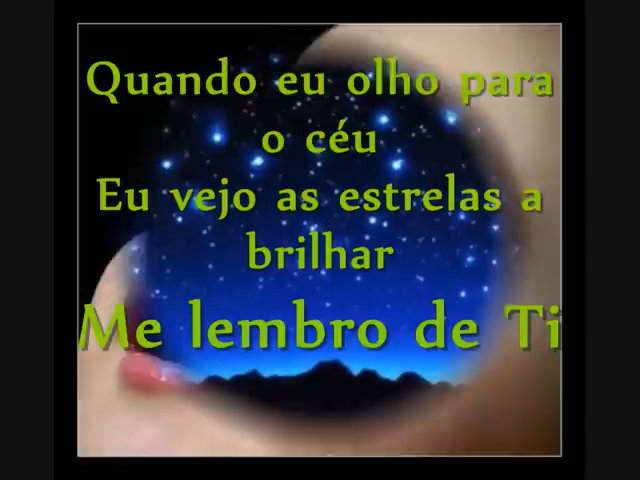 Quando eu olho para
o céu
Eu vejo as estrelas a
brilhar
Me lembro de Ti